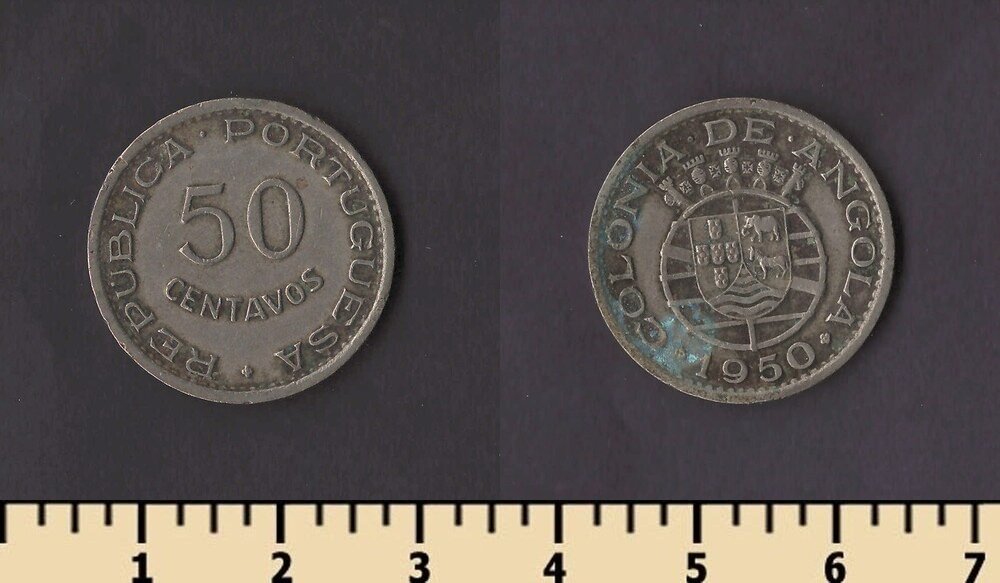 REPUBLICA · PORTUGUESA
50
CENTAVOS
COLONIA · DE · ANGOLA
· 1950 ·
1 2 3 4 5 6 7